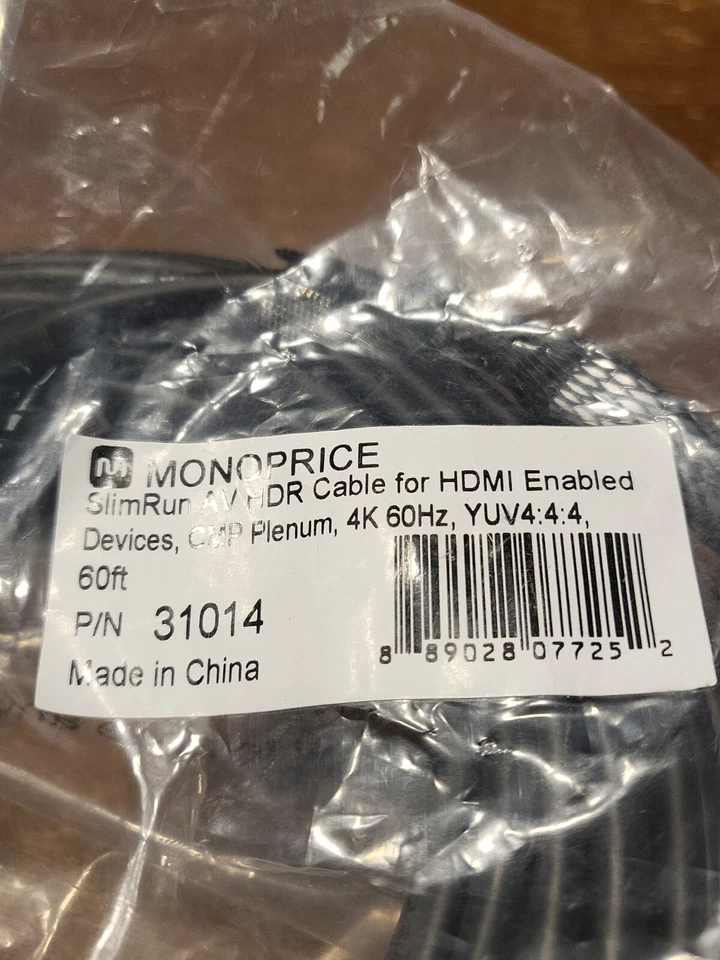 MONOPRICE
SlimRun AV HDR Cable for HDMI Enabled
Devices, CMP Plenum, 4K 60Hz, YUV4:4:4,
60ft
P/N 31014
8 89028 07725 2
Made in China